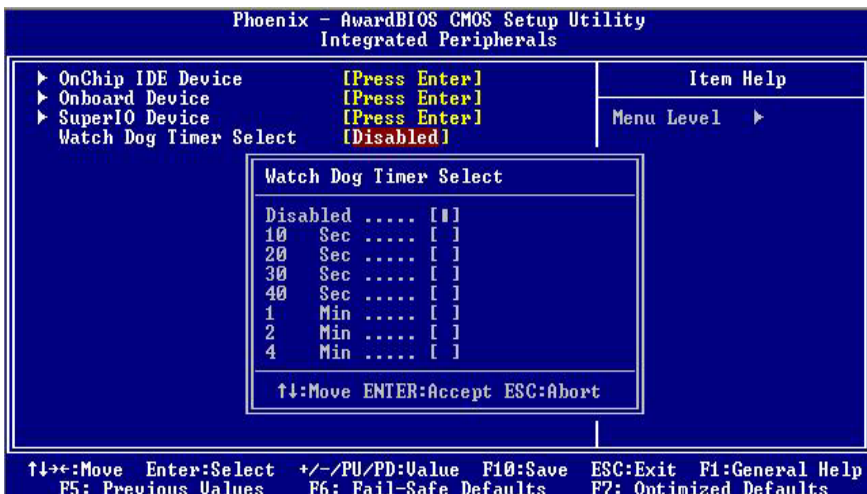 Phoenix - AwardBIOS CMOS Setup Utility
Integrated Peripherals
▶ OnChip IDE Device [Press Enter]
▶ Onboard Device [Press Enter]
▶ SuperIO Device [Press Enter]
Watch Dog Timer Select [Disabled]
Item Help
Menu Level ▶
Watch Dog Timer Select
Disabled ..... [▮]
10 Sec ..... [ ]
20 Sec ..... [ ]
30 Sec ..... [ ]
40 Sec ..... [ ]
1 Min ..... [ ]
2 Min ..... [ ]
4 Min ..... [ ]
↑↓:Move ENTER:Accept ESC:Abort
↑↓→←:Move Enter:Select +/-/PU/PD:Value F10:Save ESC:Exit F1:General Help
F5: Previous Values F6: Fail-Safe Defaults F7: Optimized Defaults